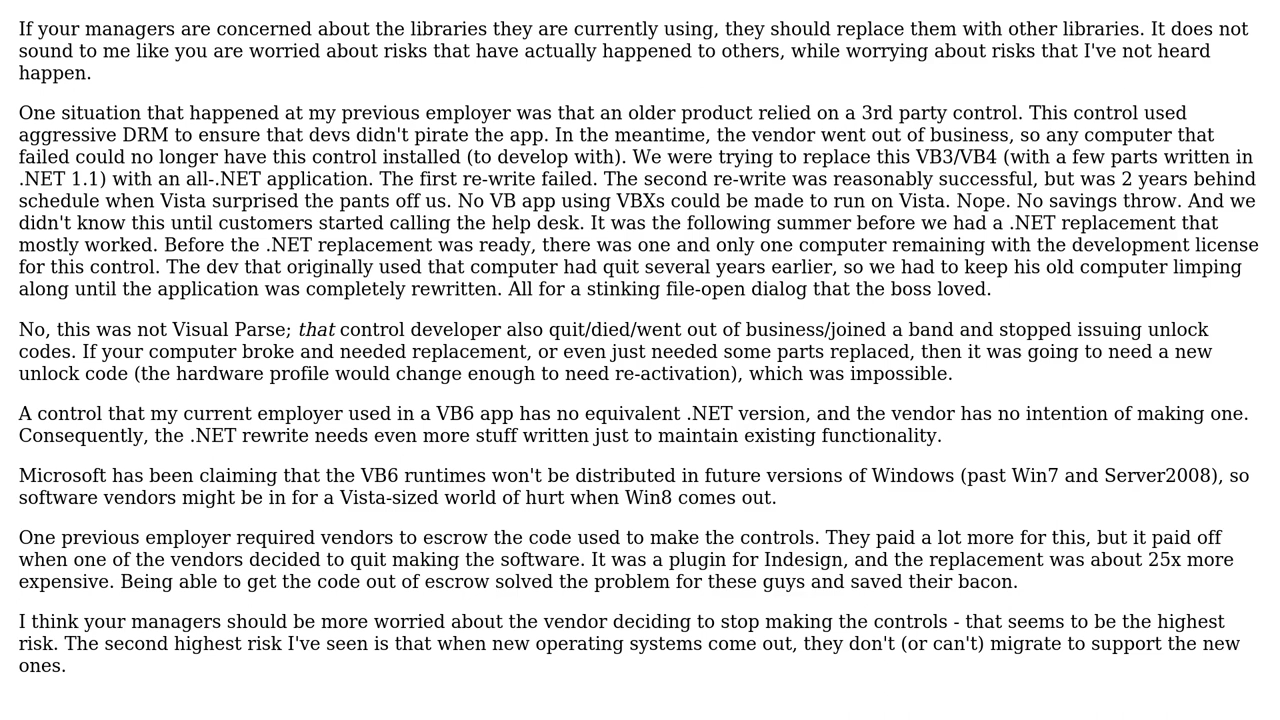 If your managers are concerned about the libraries they are currently using, they should replace them with other libraries. It does not
sound to me like you are worried about risks that have actually happened to others, while worrying about risks that I've not heard
happen.
One situation that happened at my previous employer was that an older product relied on a 3rd party control. This control used
aggressive DRM to ensure that devs didn't pirate the app. In the meantime, the vendor went out of business, so any computer that
failed could no longer have this control installed (to develop with). We were trying to replace this VB3/VB4 (with a few parts written in
.NET 1.1) with an all-.NET application. The first re-write failed. The second re-write was reasonably successful, but was 2 years behind
schedule when Vista surprised the pants off us. No VB app using VBXs could be made to run on Vista. Nope. No savings throw. And we
didn't know this until customers started calling the help desk. It was the following summer before we had a .NET replacement that
mostly worked. Before the .NET replacement was ready, there was one and only one computer remaining with the development license
for this control. The dev that originally used that computer had quit several years earlier, so we had to keep his old computer limping
along until the application was completely rewritten. All for a stinking file-open dialog that the boss loved.
No, this was not Visual Parse; that control developer also quit/died/went out of business/joined a band and stopped issuing unlock
codes. If your computer broke and needed replacement, or even just needed some parts replaced, then it was going to need a new
unlock code (the hardware profile would change enough to need re-activation), which was impossible.
A control that my current employer used in a VB6 app has no equivalent .NET version, and the vendor has no intention of making one.
Consequently, the .NET rewrite needs even more stuff written just to maintain existing functionality.
Microsoft has been claiming that the VB6 runtimes won't be distributed in future versions of Windows (past Win7 and Server2008), so
software vendors might be in for a Vista-sized world of hurt when Win8 comes out.
One previous employer required vendors to escrow the code used to make the controls. They paid a lot more for this, but it paid off
when one of the vendors decided to quit making the software. It was a plugin for Indesign, and the replacement was about 25x more
expensive. Being able to get the code out of escrow solved the problem for these guys and saved their bacon.
I think your managers should be more worried about the vendor deciding to stop making the controls - that seems to be the highest
risk. The second highest risk I've seen is that when new operating systems come out, they don't (or can't) migrate to support the new
ones.